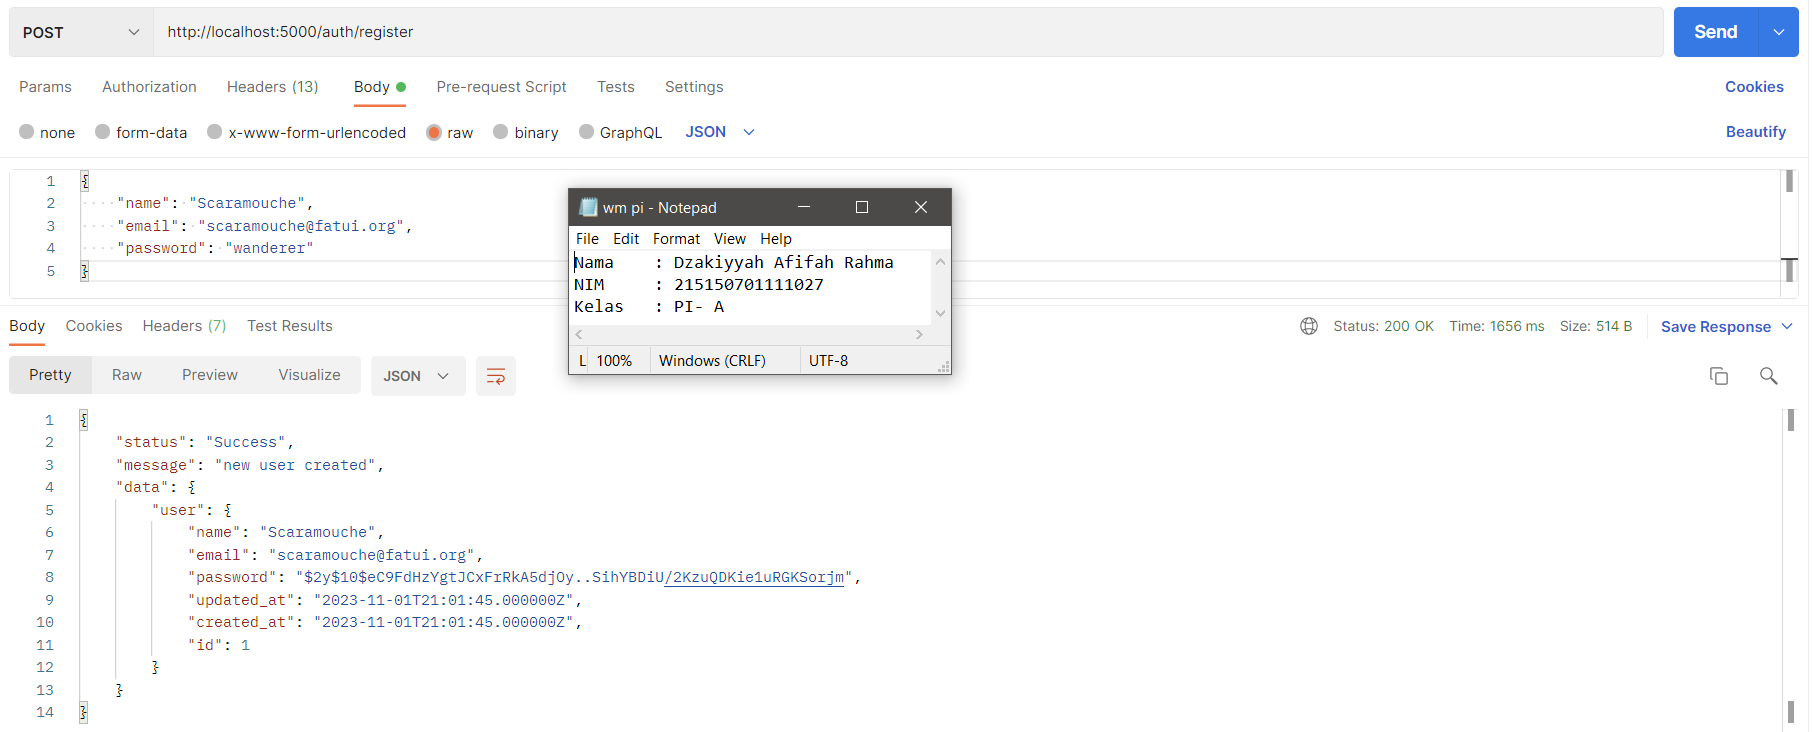 POST http://localhost:5000/auth/register Send
Params Authorization Headers (13) Body Pre-request Script Tests Settings Cookies
none form-data x-www-form-urlencoded raw binary GraphQL JSON Beautify
1 {
2 "name": "Scaramouche",
3 "email": "scaramouche@fatui.org",
4 "password": "wanderer"
5 }
wm pi - Notepad
File Edit Format View Help
Nama : Dzakiyyah Afifah Rahma
NIM : 215150701111027
Kelas : PI- A
L 100% Windows (CRLF) UTF-8
Body Cookies Headers (7) Test Results Status: 200 OK Time: 1656 ms Size: 514 B Save Response
Pretty Raw Preview Visualize JSON
1 {
2 "status": "Success",
3 "message": "new user created",
4 "data": {
5 "user": {
6 "name": "Scaramouche",
7 "email": "scaramouche@fatui.org",
8 "password": "$2y$10$eC9FdHzYgtJCxFrRkA5djOy..SihYBDiU/2KzuQDKie1uRGKSorjm",
9 "updated_at": "2023-11-01T21:01:45.000000Z",
10 "created_at": "2023-11-01T21:01:45.000000Z",
11 "id": 1
12 }
13 }
14 }